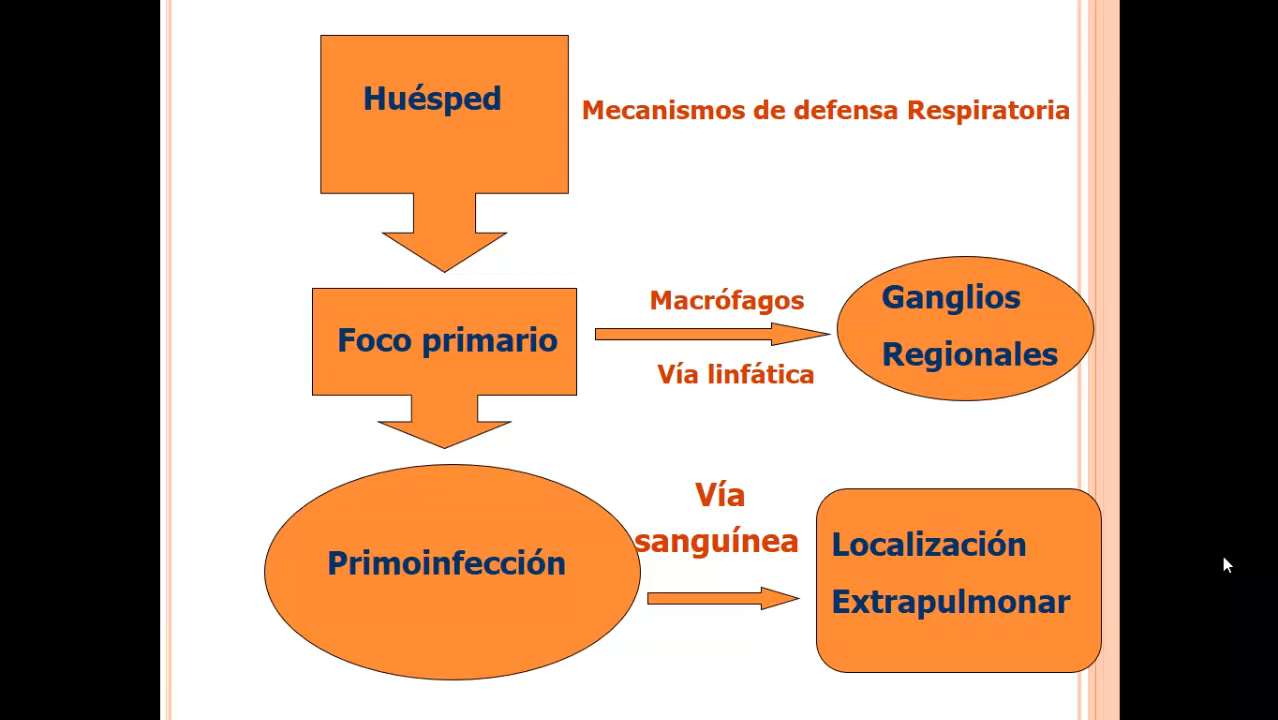 Huésped
Mecanismos de defensa Respiratoria
Foco primario
Macrófagos
Vía linfática
Ganglios
Regionales
Primoinfección
Vía
sanguínea
Localización
Extrapulmonar